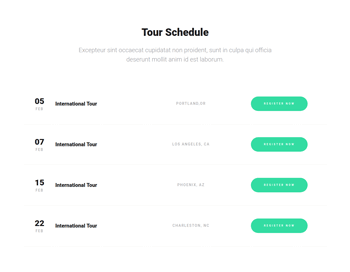 Tour Schedule
Excepteur sint occaecat cupidatat non proident, sunt in culpa qui officia
deserunt mollit anim id est laborum.
05
FEB
International Tour
PORTLAND,OR
REGISTER NOW
07
FEB
International Tour
LOS ANGELES, CA
REGISTER NOW
15
FEB
International Tour
PHOENIX, AZ
REGISTER NOW
22
FEB
International Tour
CHARLESTON, NV
REGISTER NOW